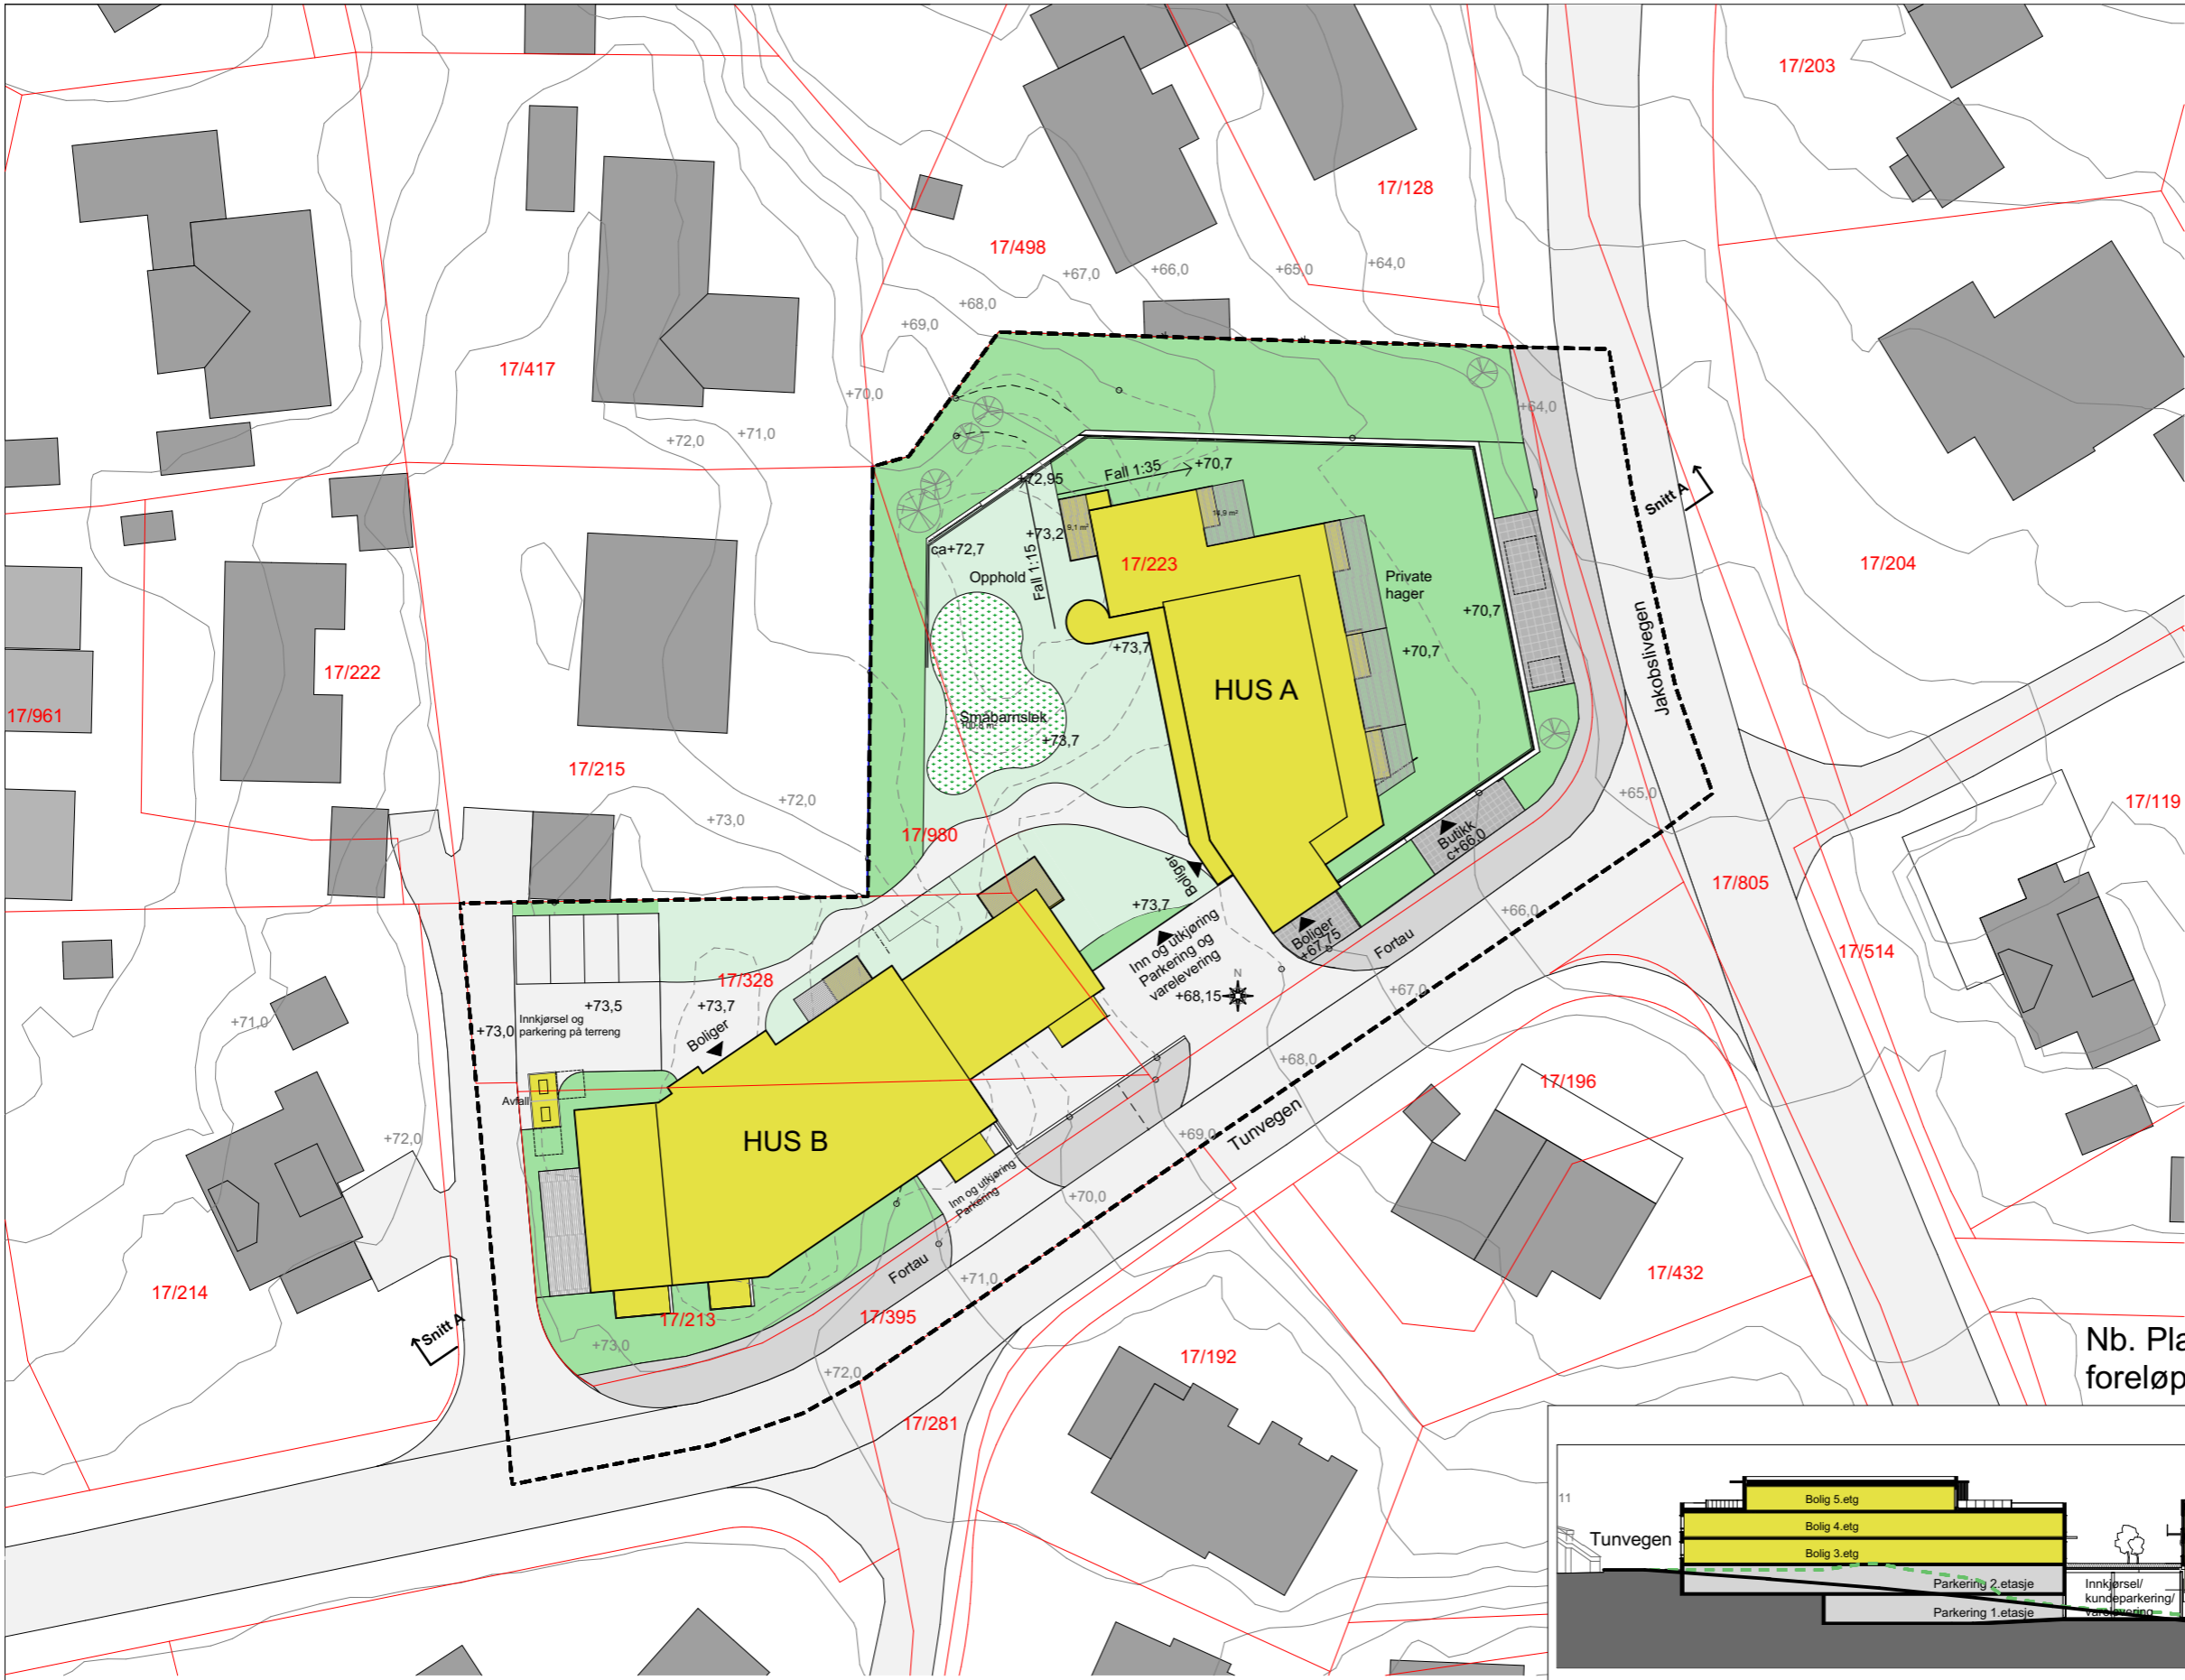 17/203
17/128
17/498
+67,0
+66,0
+65,0
+64,0
+68,0
+69,0
17/417
+70,0
+64,0
+72,0
+71,0
+72,95
Fall 1:35
+70,7
Snitt A
9,1 m²
+73,2
ca+72,7
Fall 1:15
17/223
17/204
Opphold
Private
hager
+70,7
Jakobslivegen
+73,7
+70,7
17/222
HUS A
17/961
Småbarnslek
+73,7
17/215
+72,0
+65,0
17/119
+73,0
17/980
Butikk
c+66,0
Boliger
17/805
+73,7
+66,0
Boliger
+67,75
Fortau
17/514
Inn og utkjøring
Parkering og
varelevering
17/328
N
+67,0
+68,15
+73,5
+73,7
+71,0
+73,0
Innkjørsel og
parkering på terreng
Boliger
+68,0
17/196
Avfall
+72,0
HUS B
+69,0
Tunvegen
Inn og utkjøring
Parkering
+70,0
Fortau
+71,0
17/432
17/214
17/213
17/395
Snitt A
+73,0
17/192
Nb. Pla
foreløp
+72,0
17/281
11
Bolig 5.etg
Tunvegen
Bolig 4.etg
Bolig 3.etg
Parkering 2.etasje
Innkjørsel/
kundeparkering/
varelevering
Parkering 1.etasje